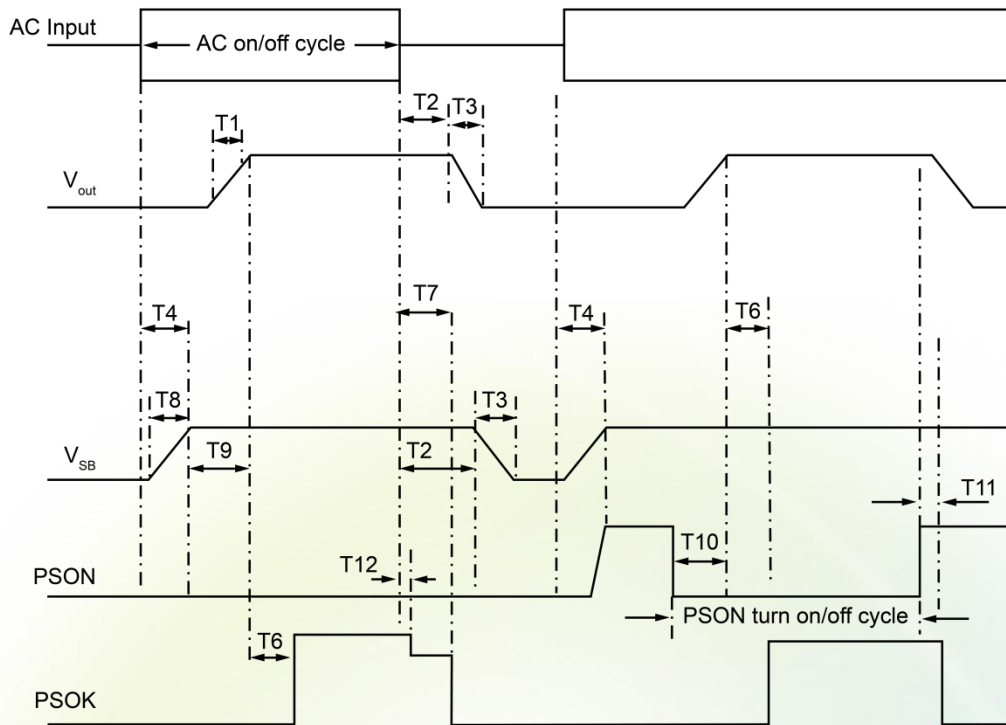 AC Input
AC on/off cycle
T2
T3
T1
Vout
T7
T4
T4
T6
T8
T3
VSB
T9
T2
T11
T10
PSON
T12
PSON turn on/off cycle
T6
PSOK